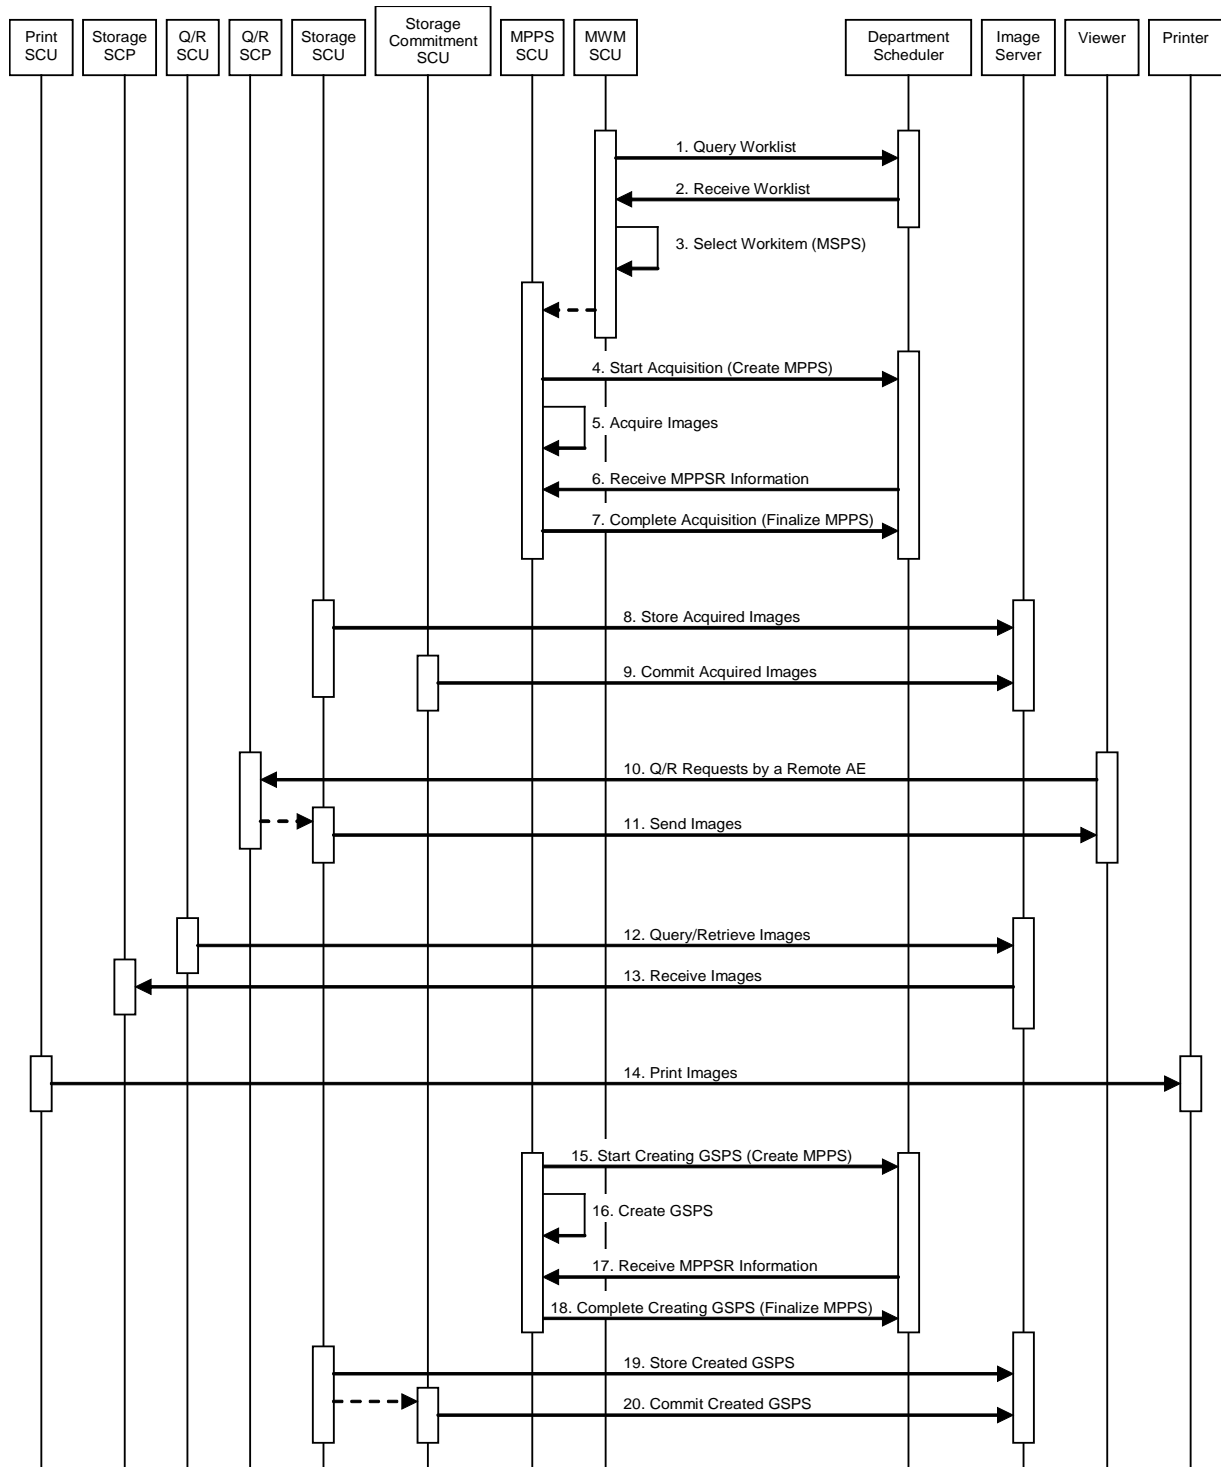 Print
SCU
Storage
SCP
Q/R
SCU
Q/R
SCP
Storage
SCU
Storage
Commitment
SCU
MPPS
SCU
MWM
SCU
Department
Scheduler
Image
Server
Viewer
Printer
1. Query Worklist
2. Receive Worklist
3. Select Workitem (MSPS)
4. Start Acquisition (Create MPPS)
5. Acquire Images
6. Receive MPPSR Information
7. Complete Acquisition (Finalize MPPS)
8. Store Acquired Images
9. Commit Acquired Images
10. Q/R Requests by a Remote AE
11. Send Images
12. Query/Retrieve Images
13. Receive Images
14. Print Images
15. Start Creating GSPS (Create MPPS)
16. Create GSPS
17. Receive MPPSR Information
18. Complete Creating GSPS (Finalize MPPS)
19. Store Created GSPS
20. Commit Created GSPS